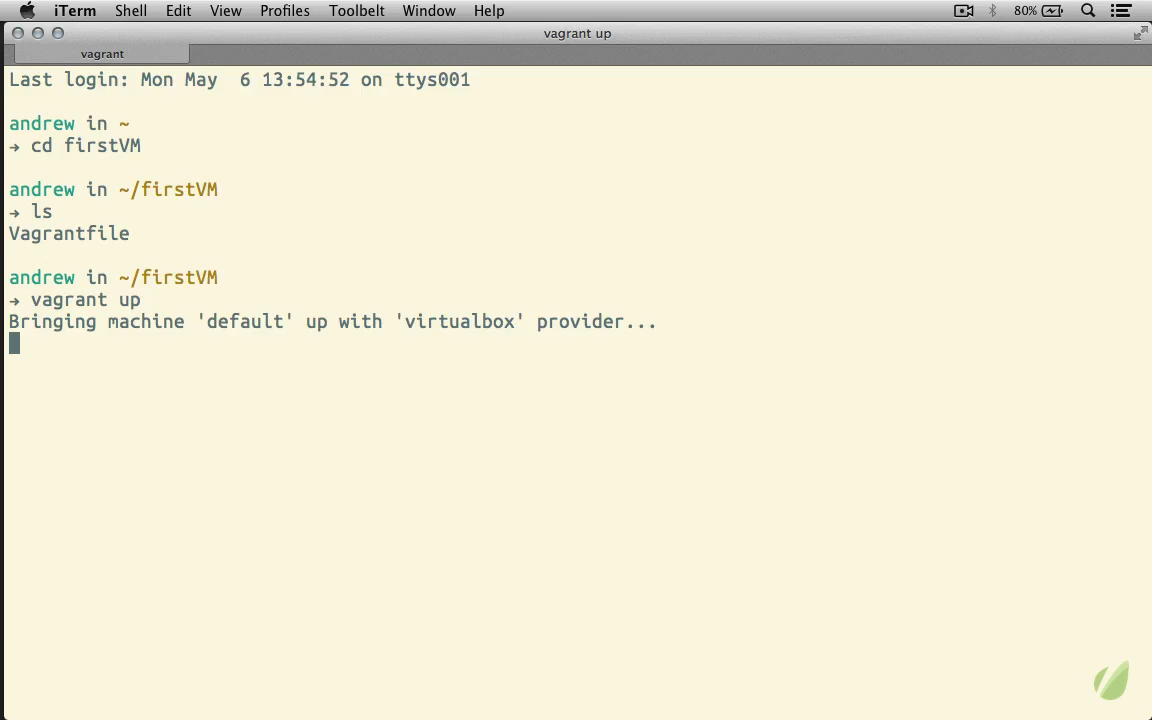 iTerm Shell Edit View Profiles Toolbelt Window Help 80%
vagrant up
vagrant
Last login: Mon May  6 13:54:52 on ttys001
andrew in ~
→ cd firstVM
andrew in ~/firstVM
→ ls
Vagrantfile
andrew in ~/firstVM
→ vagrant up
Bringing machine 'default' up with 'virtualbox' provider...